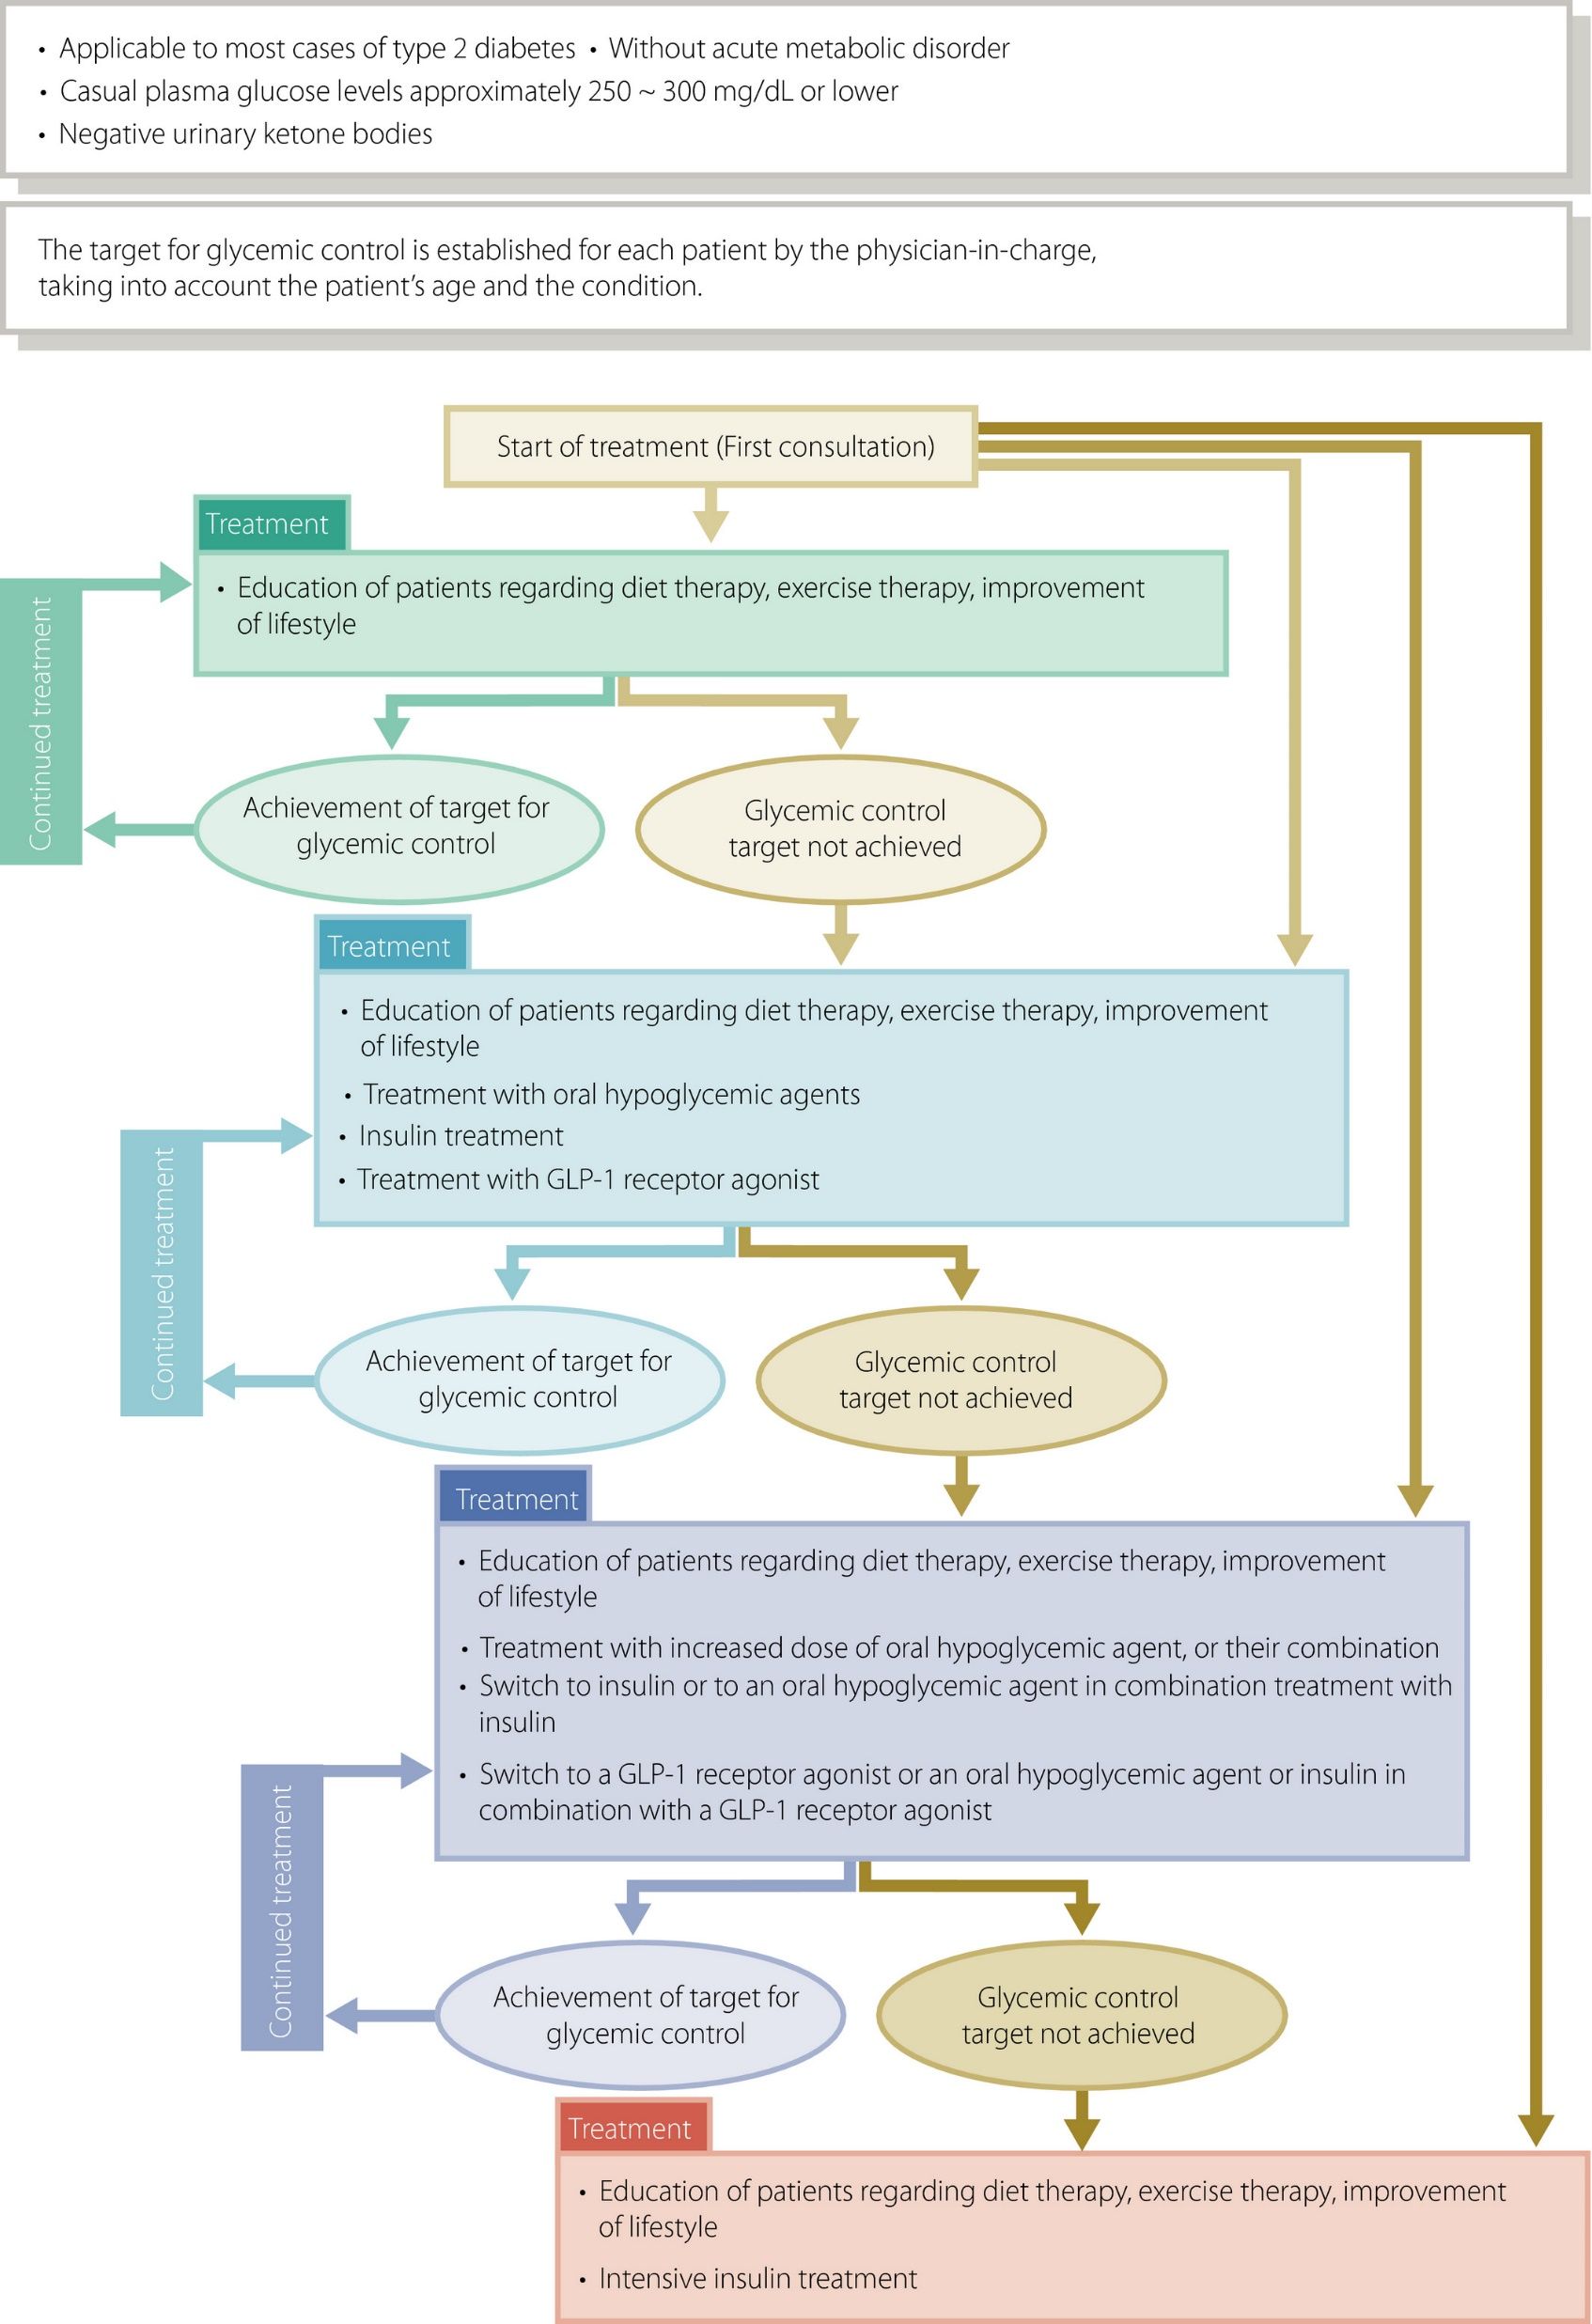 • Applicable to most cases of type 2 diabetes • Without acute metabolic disorder
• Casual plasma glucose levels approximately 250 ~ 300 mg/dL or lower
• Negative urinary ketone bodies
The target for glycemic control is established for each patient by the physician-in-charge,
taking into account the patient’s age and the condition.
Start of treatment (First consultation)
Treatment
• Education of patients regarding diet therapy, exercise therapy, improvement
of lifestyle
Continued treatment
Achievement of target for
glycemic control
Glycemic control
target not achieved
Treatment
• Education of patients regarding diet therapy, exercise therapy, improvement
of lifestyle
• Treatment with oral hypoglycemic agents
• Insulin treatment
• Treatment with GLP-1 receptor agonist
Continued treatment
Achievement of target for
glycemic control
Glycemic control
target not achieved
Treatment
• Education of patients regarding diet therapy, exercise therapy, improvement
of lifestyle
• Treatment with increased dose of oral hypoglycemic agent, or their combination
• Switch to insulin or to an oral hypoglycemic agent in combination treatment with
insulin
• Switch to a GLP-1 receptor agonist or an oral hypoglycemic agent or insulin in
combination with a GLP-1 receptor agonist
Continued treatment
Achievement of target for
glycemic control
Glycemic control
target not achieved
Treatment
• Education of patients regarding diet therapy, exercise therapy, improvement
of lifestyle
• Intensive insulin treatment